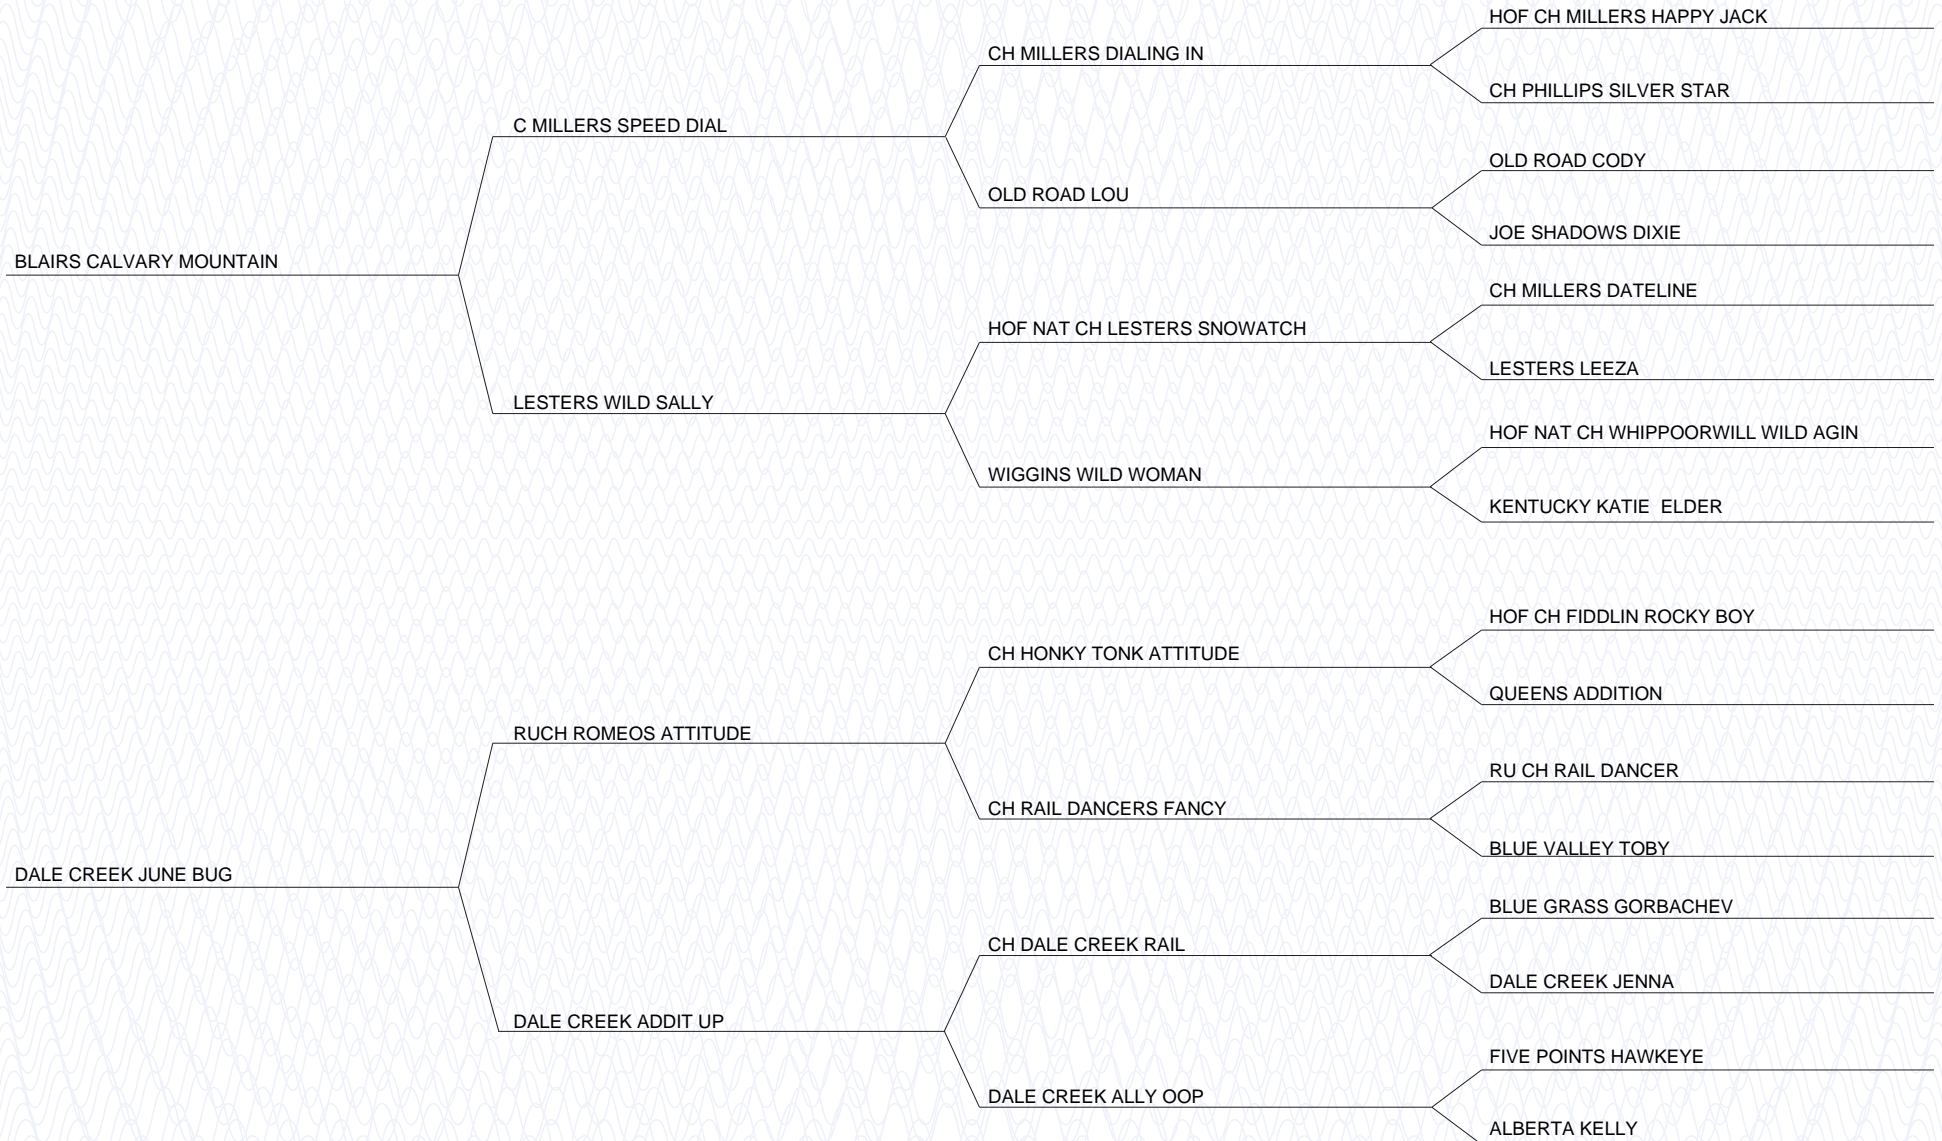 HOF CH MILLERS HAPPY JACK
CH MILLERS DIALING IN
CH PHILLIPS SILVER STAR
C MILLERS SPEED DIAL
OLD ROAD CODY
OLD ROAD LOU
JOE SHADOWS DIXIE
BLAIRS CALVARY MOUNTAIN
CH MILLERS DATELINE
HOF NAT CH LESTERS SNOWATCH
LESTERS LEEZA
LESTERS WILD SALLY
HOF NAT CH WHIPPOORWILL WILD AGIN
WIGGINS WILD WOMAN
KENTUCKY KATIE  ELDER
HOF CH FIDDLIN ROCKY BOY
CH HONKY TONK ATTITUDE
QUEENS ADDITION
RUCH ROMEOS ATTITUDE
RU CH RAIL DANCER
CH RAIL DANCERS FANCY
BLUE VALLEY TOBY
DALE CREEK JUNE BUG
BLUE GRASS GORBACHEV
CH DALE CREEK RAIL
DALE CREEK JENNA
DALE CREEK ADDIT UP
FIVE POINTS HAWKEYE
DALE CREEK ALLY OOP
ALBERTA KELLY